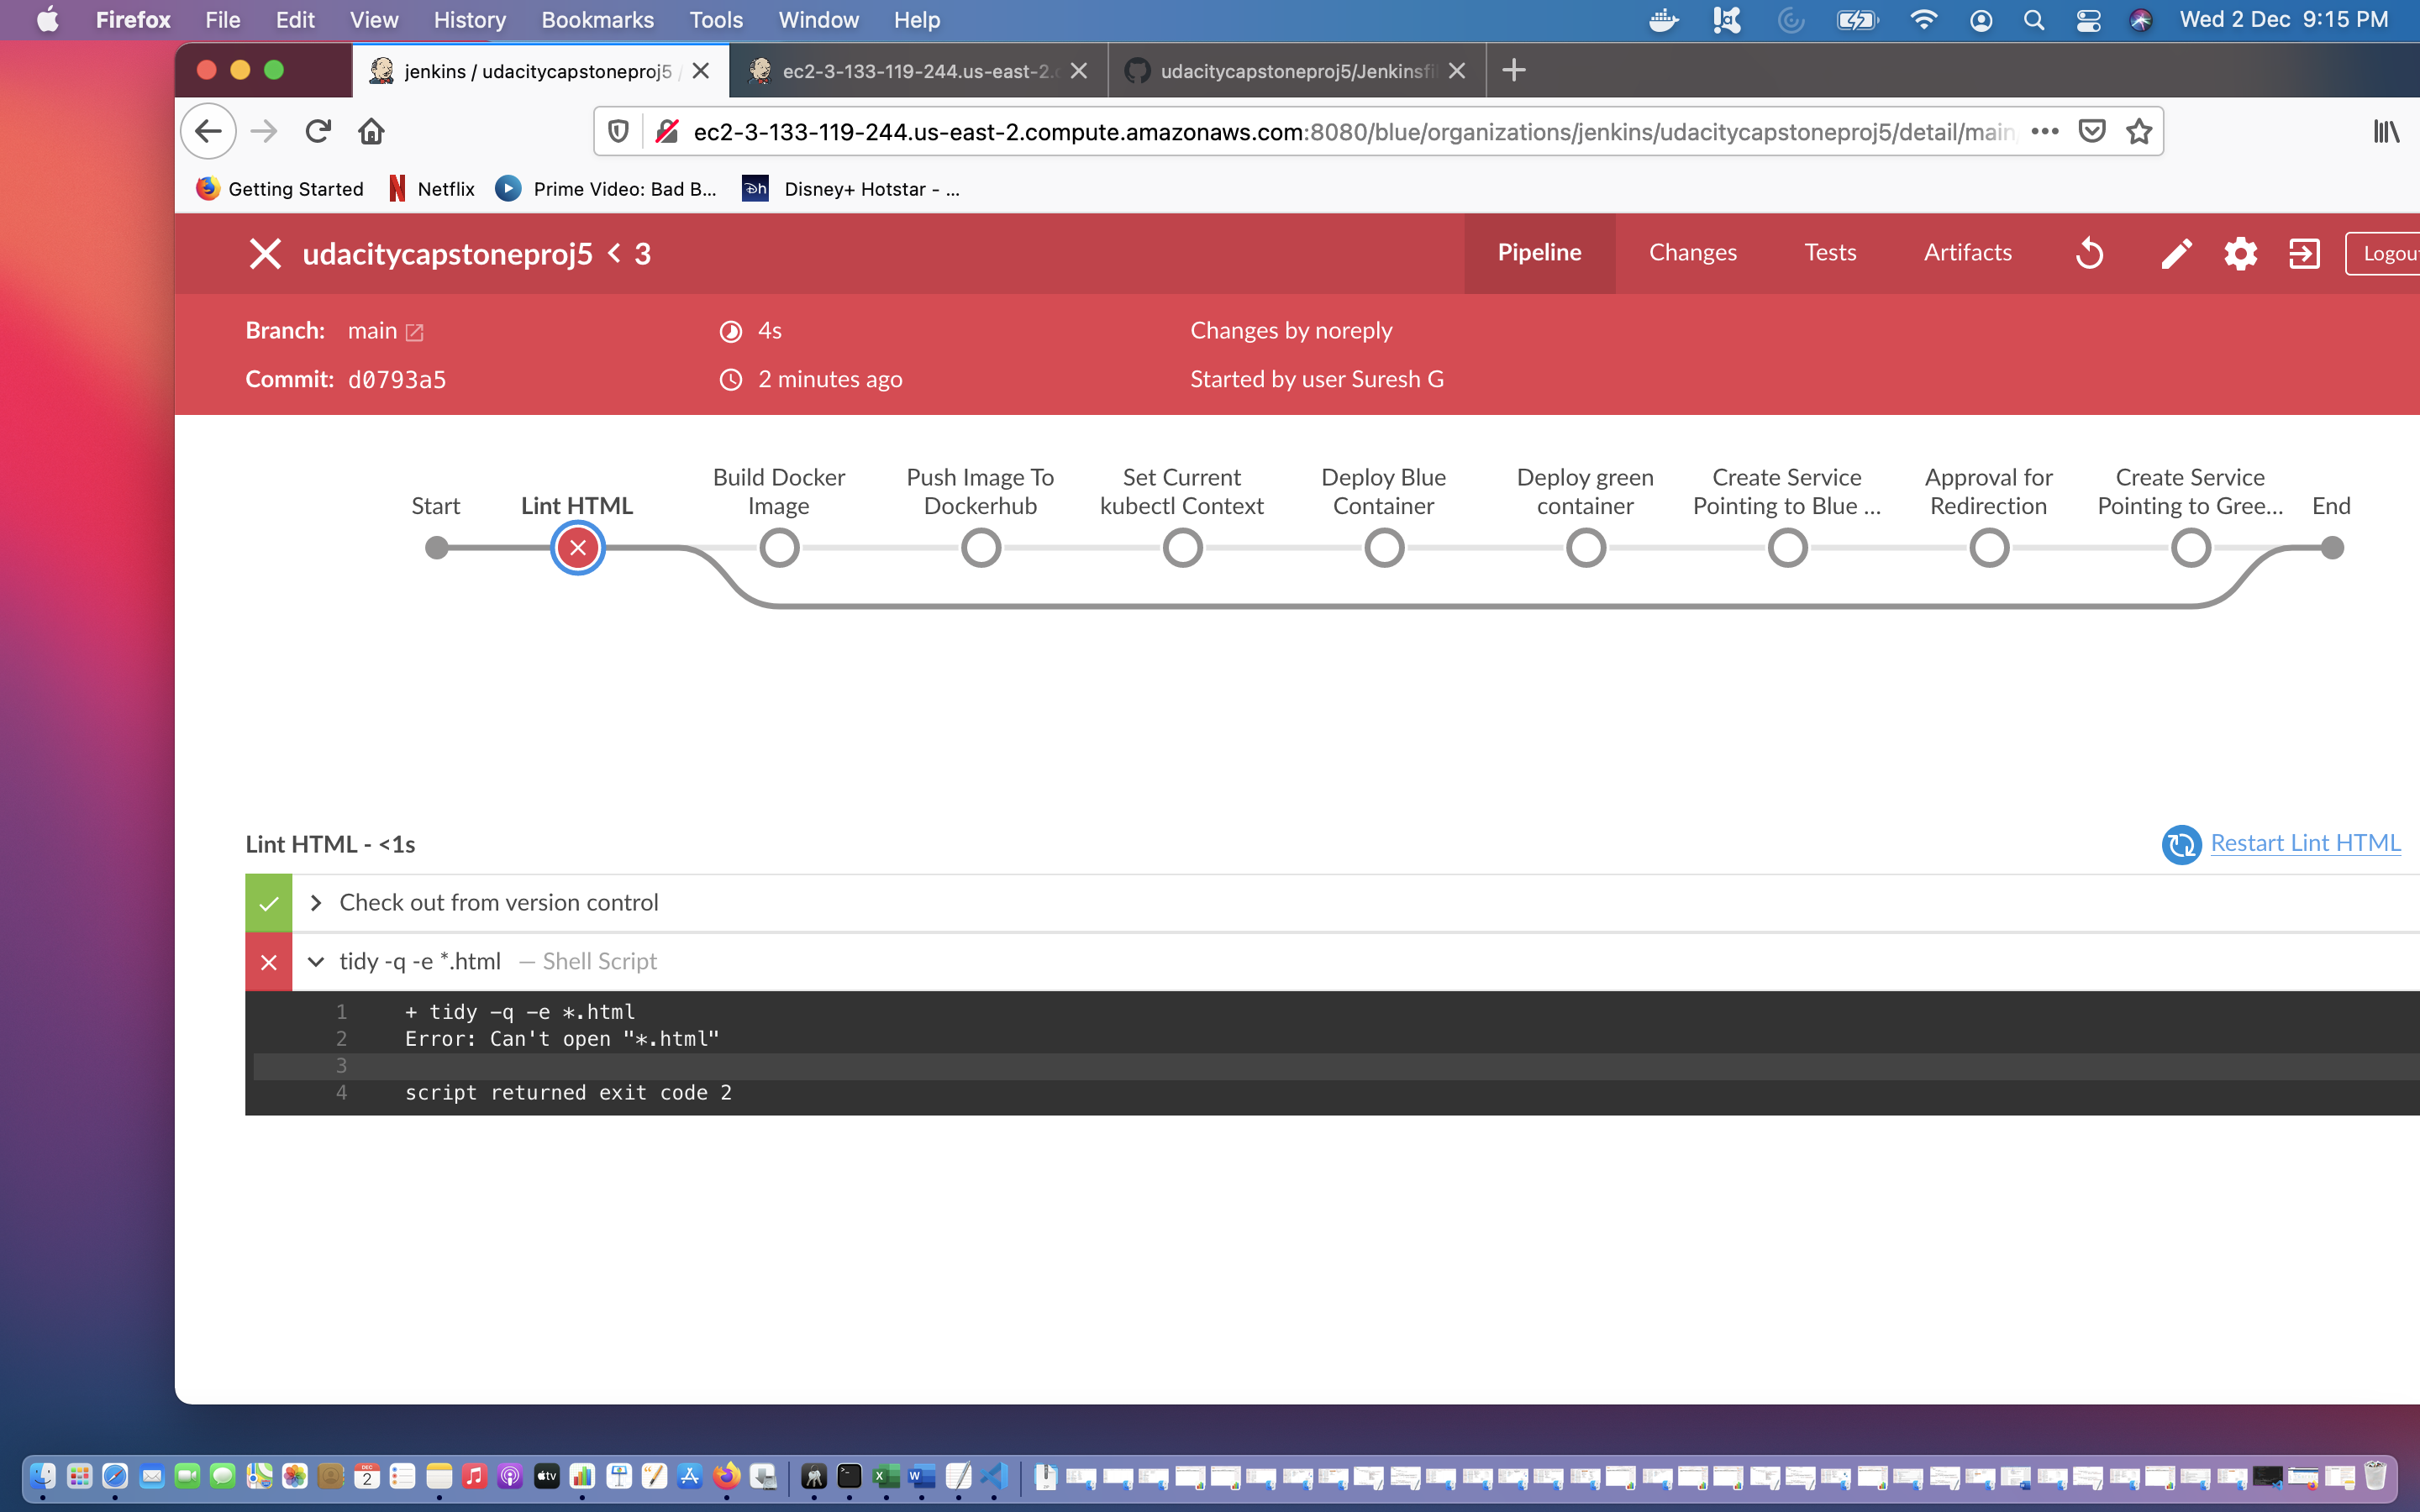 Firefox File Edit View History Bookmarks Tools Window Help Wed 2 Dec 9:15 PM
jenkins / udacitycapstoneproj5 / ec2-3-133-119-244.us-east-2.c udacitycapstoneproj5/Jenkinsfil
ec2-3-133-119-244.us-east-2.compute.amazonaws.com:8080/blue/organizations/jenkins/udacitycapstoneproj5/detail/main
Getting Started Netflix Prime Video: Bad B... Disney+ Hotstar - ...
udacitycapstoneproj5 < 3 Pipeline Changes Tests Artifacts Logou
Branch: main 4s Changes by noreply
Commit: d0793a5 2 minutes ago Started by user Suresh G
Start
Lint HTML
Build Docker
Image
Push Image To
Dockerhub
Set Current
kubectl Context
Deploy Blue
Container
Deploy green
container
Create Service
Pointing to Blue ...
Approval for
Redirection
Create Service
Pointing to Gree...
End
Lint HTML - <1s Restart Lint HTML
Check out from version control
tidy -q -e *.html — Shell Script
1 + tidy -q -e *.html
2 Error: Can't open "*.html"
3
4 script returned exit code 2